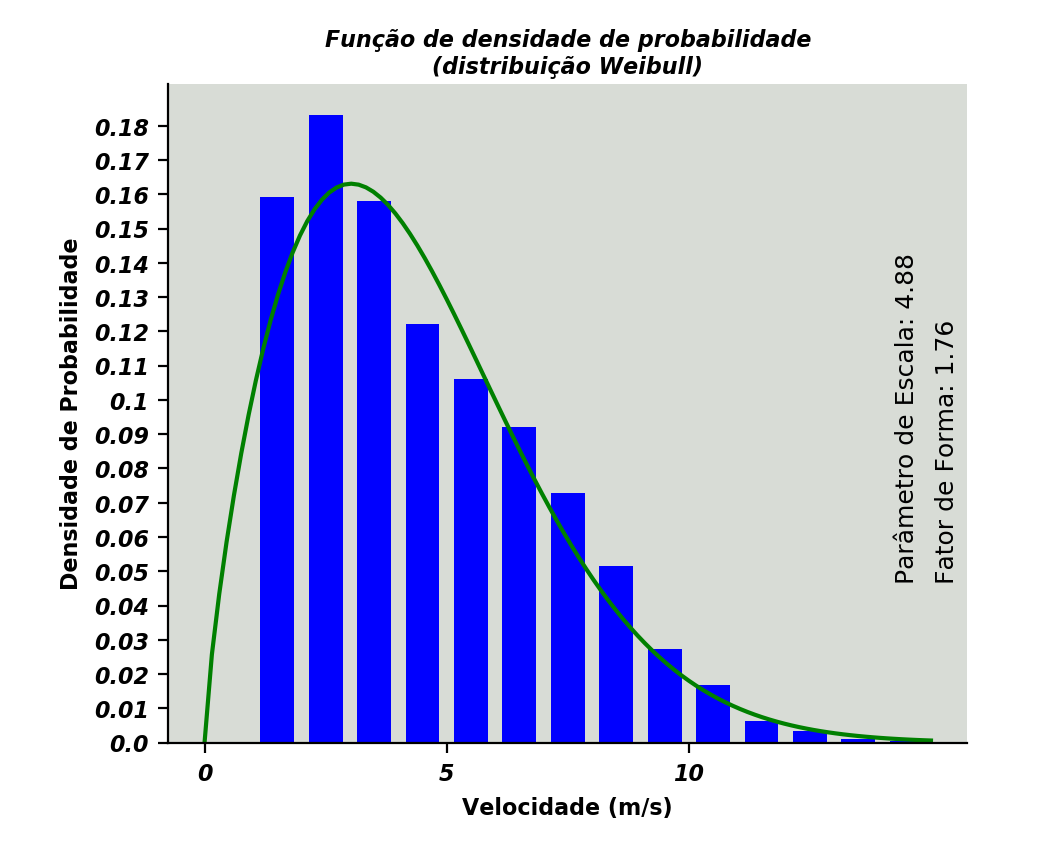 Função de densidade de probabilidade
(distribuição Weibull)
0.18
0.17
0.16
0.15
0.14
0.13
0.12
0.11
0.1
0.09
0.08
0.07
0.06
0.05
0.04
0.03
0.02
0.01
0.0
Densidade de Probabilidade
Parâmetro de Escala: 4.88
Fator de Forma: 1.76
0 5 10
Velocidade (m/s)